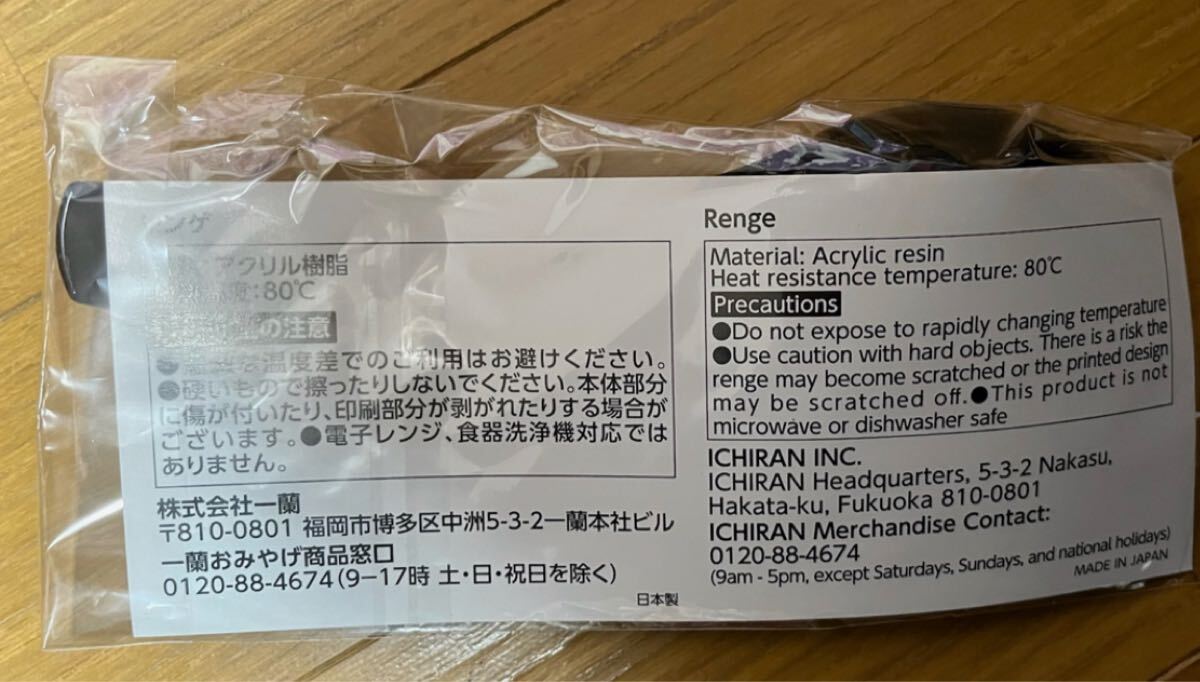 ンゲ
アクリル樹脂
度:80℃
の注意
温度差でのご利用はお避けください。
●硬いもので擦ったりしないでください。本体部分
に傷が付いたり、印刷部分が剥がれたりする場合が
ございます。●電子レンジ、食器洗浄機対応では
ありません。
株式会社一蘭
〒810-0801 福岡市博多区中洲5-3-2一蘭本社ビル
一蘭おみやげ商品窓口
0120-88-4674(9−17時 土・日・祝日を除く)
日本製
Renge
Material: Acrylic resin
Heat resistance temperature: 80℃
Precautions
●Do not expose to rapidly changing temperature
●Use caution with hard objects. There is a risk the
renge may become scratched or the printed design
may be scratched off. ●This product is not
microwave or dishwasher safe
ICHIRAN INC.
ICHIRAN Headquarters, 5-3-2 Nakasu,
Hakata-ku, Fukuoka 810-0801
ICHIRAN Merchandise Contact:
0120-88-4674
(9am - 5pm, except Saturdays, Sundays, and national holidays)
MADE IN JAPAN